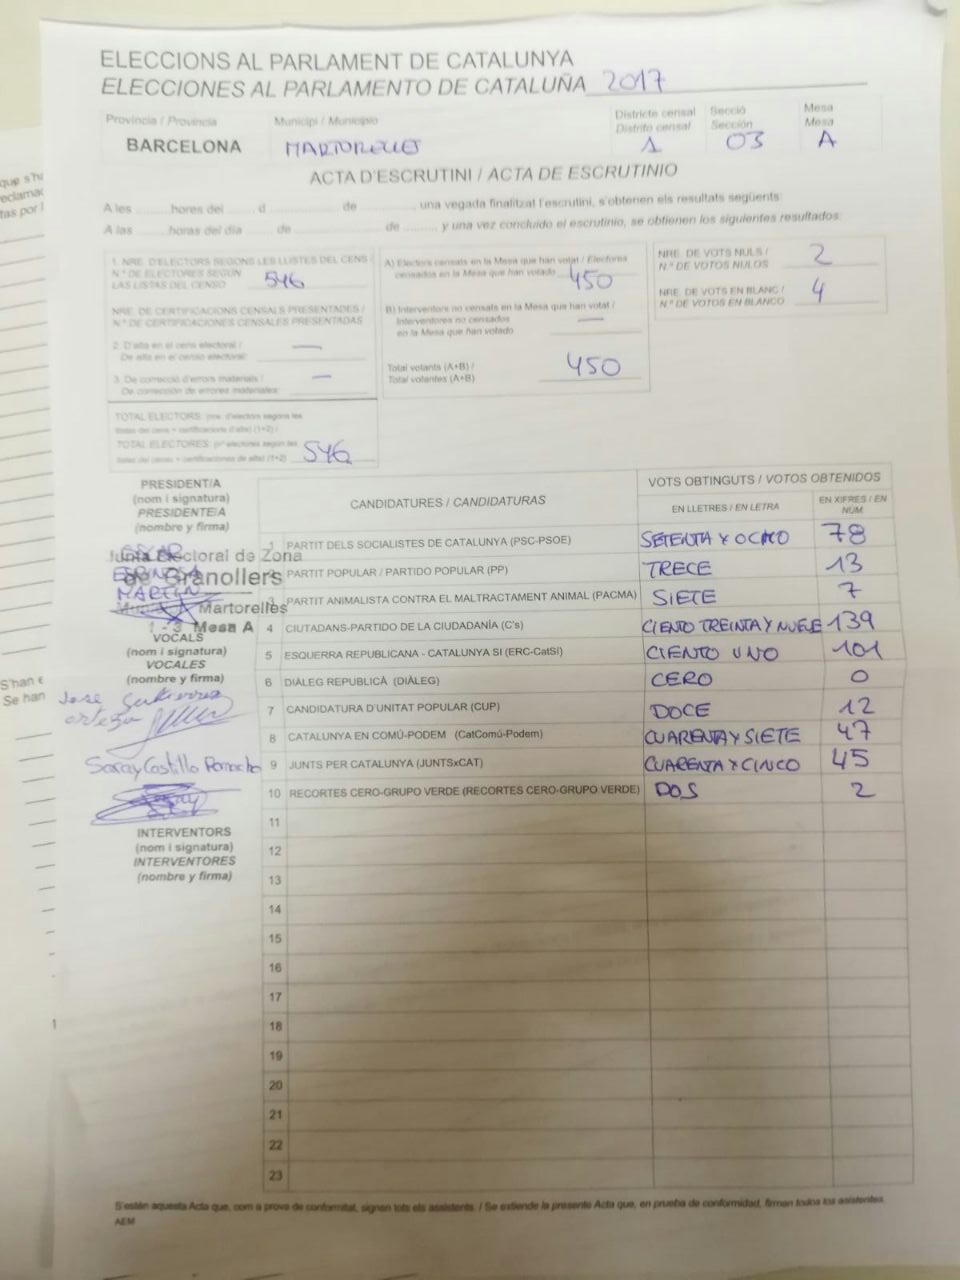 ELECCIONS AL PARLAMENT DE CATALUNYA
ELECCIONES AL PARLAMENTO DE CATALUÑA 2017
Província / Provincia
Municipi / Municipio
Districte censal
Distrito censal
Secció
Sección
Mesa
Mesa
BARCELONA
MARTORELLES
1
03
A
ACTA D'ESCRUTINI / ACTA DE ESCRUTINIO
A les ........ hores del ...... d .................. de ..............., una vegada finalitzat l'escrutini, s'obtenen els resultats següents:
A las ........ horas del día ...... de .................. de ........., y una vez concluido el escrutinio, se obtienen los siguientes resultados:
1. NRE. D'ELECTORS SEGONS LES LLISTES DEL CENS /
N.º DE ELECTORES SEGÚN
LAS LISTAS DEL CENSO 546
NRE. DE CERTIFICACIONS CENSALS PRESENTADES /
N.º DE CERTIFICACIONES CENSALES PRESENTADAS
2. D'alta en el cens electoral / —
De alta en el censo electoral:
3. De correcció d'errors materials / —
De corrección de errores materiales:
TOTAL ELECTORS: (nre. d'electors segons les
llistes del cens + certificacions d'alta) (1+2) /
TOTAL ELECTORES: (nº electores según las
listas del censo + certificaciones de alta) (1+2) 546
A) Electors censats en la Mesa que han votat / Electores
censados en la Mesa que han votado 450
B) Interventors no censats en la Mesa que han votat /
Interventores no censados —
en la Mesa que han votado
Total votants (A+B) /
Total votantes (A+B) 450
NRE. DE VOTS NULS /
N.º DE VOTOS NULOS 2
NRE. DE VOTS EN BLANC /
N.º DE VOTOS EN BLANCO 4
PRESIDENT/A
(nom i signatura)
PRESIDENTE/A
(nombre y firma)
ESPINOSA
MARTIN
Junta Electoral de Zona
de Granollers
Martorelles
1 - 3 Mesa A
VOCALS
(nom i signatura)
VOCALES
(nombre y firma)
Jose Gutierrez
ortega
Saray Castillo
INTERVENTORS
(nom i signatura)
INTERVENTORES
(nombre y firma)
CANDIDATURES / CANDIDATURAS
VOTS OBTINGUTS / VOTOS OBTENIDOS
EN LLETRES / EN LETRA
EN XIFRES / EN
NÚM
1 PARTIT DELS SOCIALISTES DE CATALUNYA (PSC-PSOE) SETENTA Y OCHO 78
2 PARTIT POPULAR / PARTIDO POPULAR (PP) TRECE 13
3 PARTIT ANIMALISTA CONTRA EL MALTRACTAMENT ANIMAL (PACMA) SIETE 7
4 CIUTADANS-PARTIDO DE LA CIUDADANÍA (C's) CIENTO TREINTA Y NUEVE 139
5 ESQUERRA REPUBLICANA - CATALUNYA SÍ (ERC-CatSí) CIENTO UNO 101
6 DIÀLEG REPUBLICÀ (DIÀLEG) CERO 0
7 CANDIDATURA D'UNITAT POPULAR (CUP) DOCE 12
8 CATALUNYA EN COMÚ-PODEM (CatComú-Podem) CUARENTA Y SIETE 47
9 JUNTS PER CATALUNYA (JUNTSxCAT) CUARENTA Y CINCO 45
10 RECORTES CERO-GRUPO VERDE (RECORTES CERO-GRUPO VERDE) DOS 2
11
12
13
14
15
16
17
18
19
20
21
22
23
S'estén aquesta Acta que, com a prova de conformitat, signen tots els assistents. / Se extiende la presente Acta que, en prueba de conformidad, firman todos los asistentes.
AEM
que s'h
tas por l
S'han e
Se han
1